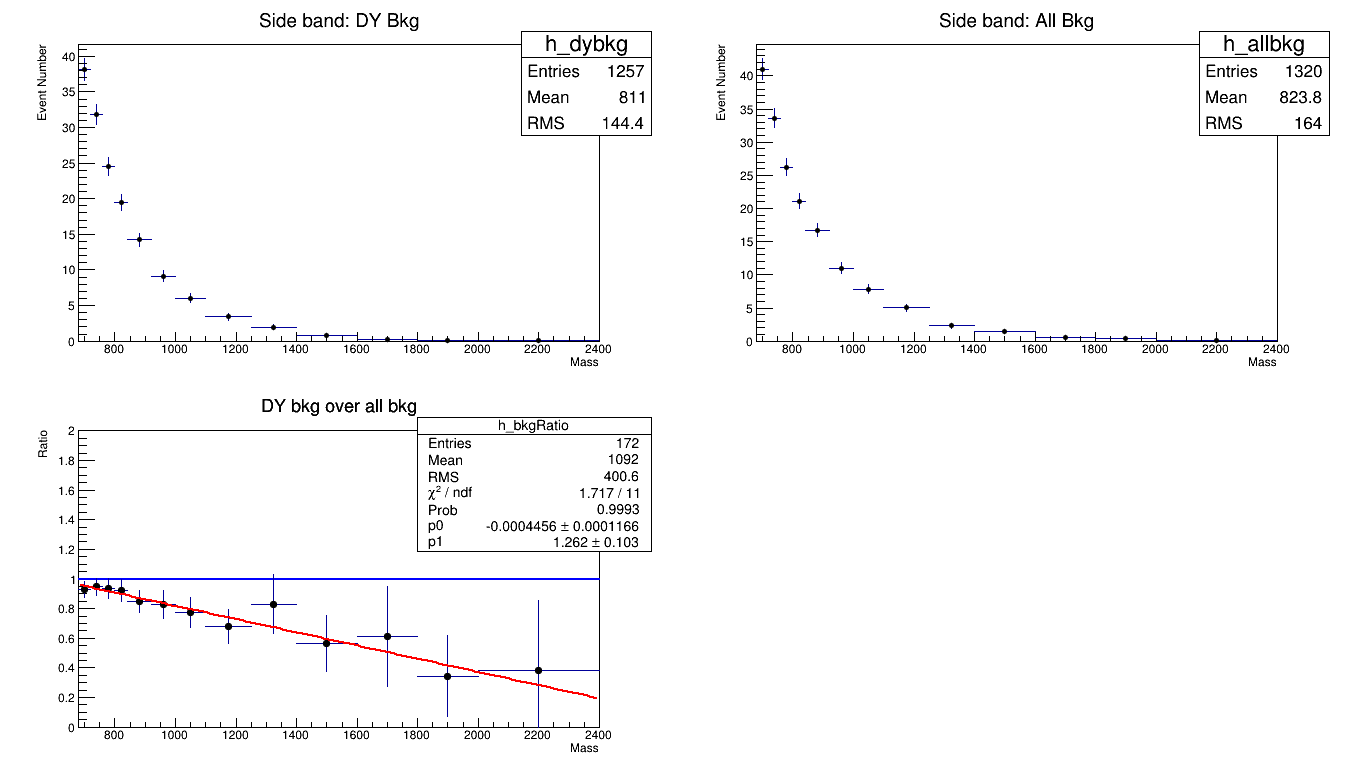 Side band: DY Bkg
Event Number
40
35
30
25
20
15
10
5
0
800 1000 1200 1400 1600 1800 2000 2200 2400
Mass
h_dybkg
Entries 1257
Mean 811
RMS 144.4
Side band: All Bkg
Event Number
40
35
30
25
20
15
10
5
0
800 1000 1200 1400 1600 1800 2000 2200 2400
Mass
h_allbkg
Entries 1320
Mean 823.8
RMS 164
DY bkg over all bkg
Ratio
2
1.8
1.6
1.4
1.2
1
0.8
0.6
0.4
0.2
0
800 1000 1200 1400 1600 1800 2000 2200 2400
Mass
h_bkgRatio
Entries 172
Mean 1092
RMS 400.6
χ² / ndf 1.717 / 11
Prob 0.9993
p0 -0.0004456 ± 0.0001166
p1 1.262 ± 0.103